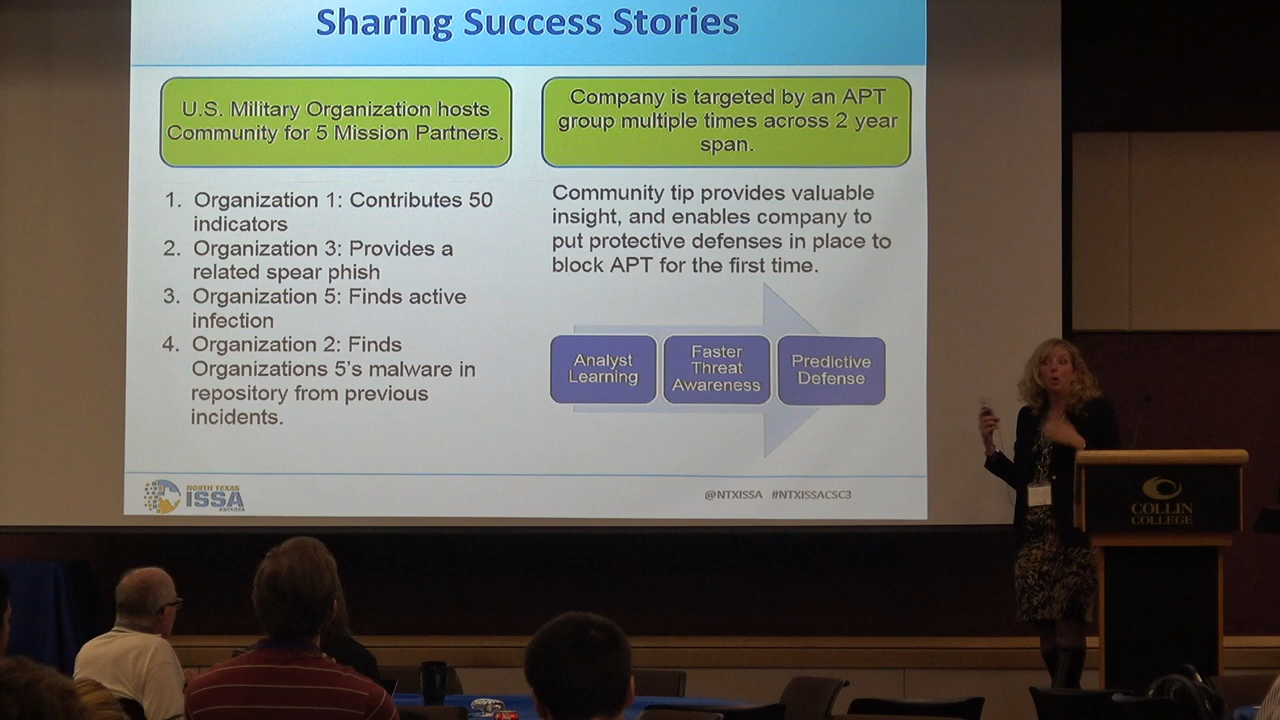 Sharing Success Stories
U.S. Military Organization hosts
Community for 5 Mission Partners.
1. Organization 1: Contributes 50
indicators
2. Organization 3: Provides a
related spear phish
3. Organization 5: Finds active
infection
4. Organization 2: Finds
Organizations 5's malware in
repository from previous
incidents.
Company is targeted by an APT
group multiple times across 2 year
span.
Community tip provides valuable
insight, and enables company to
put protective defenses in place to
block APT for the first time.
Analyst
Learning
Faster
Threat
Awareness
Predictive
Defense
NORTH TEXAS
ISSA
#NTXISSA
@NTXISSA #NTXISSACSC3
COLLIN
COLLEGE